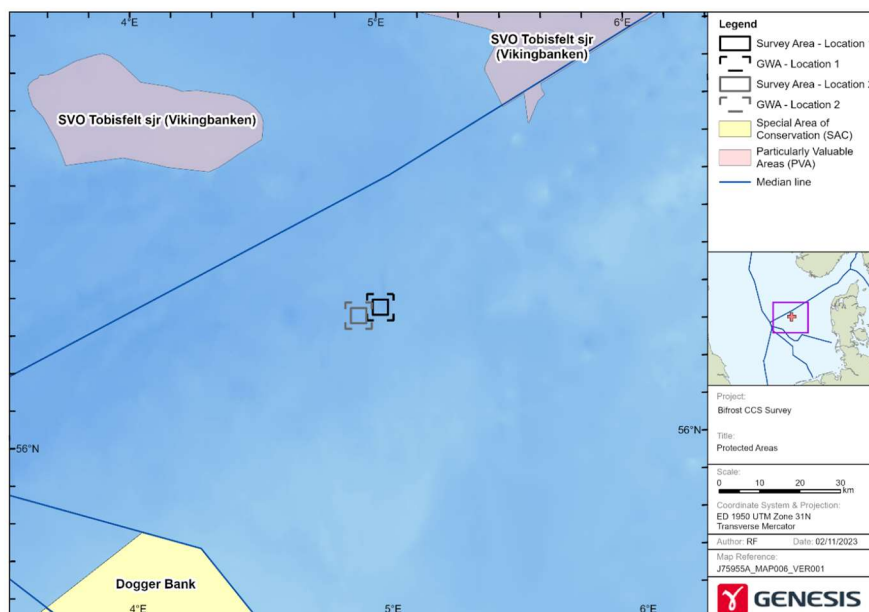 4°E
5°E
6°E
SVO Tobisfelt sjr
(Vikingbanken)
SVO Tobisfelt sjr (Vikingbanken)
56°N
56°N
Dogger Bank
4°E
5°E
6°E
Legend
Survey Area - Location 1
GWA - Location 1
Survey Area - Location 2
GWA - Location 2
Special Area of
Conservation (SAC)
Particularly Valuable
Areas (PVA)
Median line
Project:
Bifrost CCS Survey
Title:
Protected Areas
Scale:
0 5 10 20 30
km
Coordinate System & Projection:
ED 1950 UTM Zone 31N
Transverse Mercator
Author: RF Date: 02/11/2023
Map Reference:
J75955A_MAP006_VER001
GENESIS